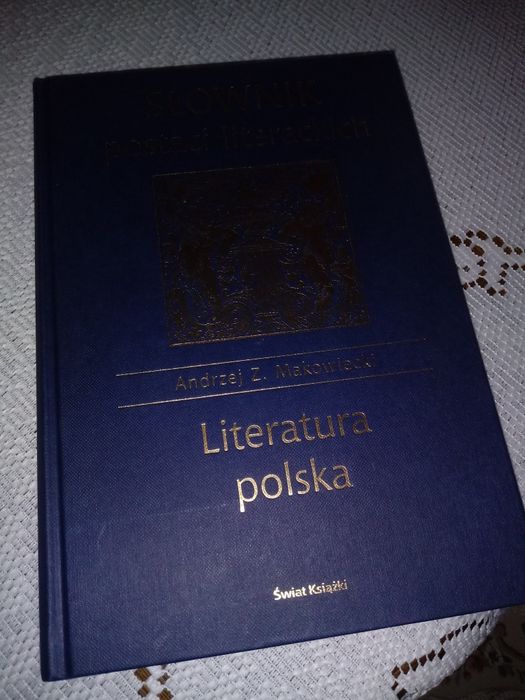 SŁOWNIK
postaci literackich
Andrzej Z. Makowiecki
Literatura
polska
Świat Książki